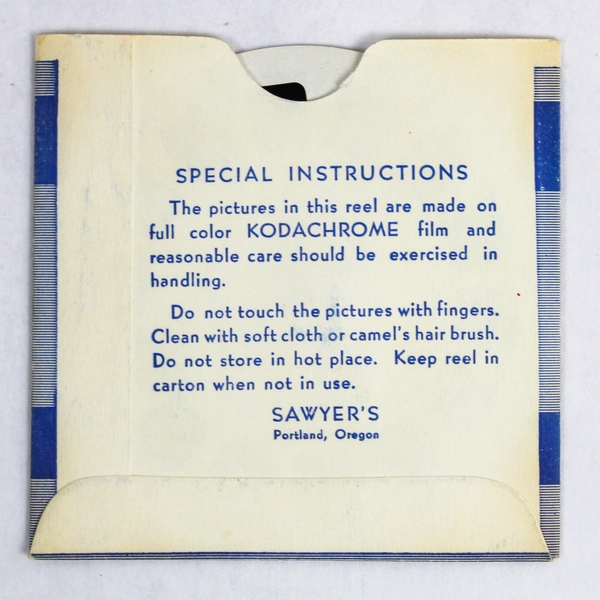 SPECIAL INSTRUCTIONS
The pictures in this reel are made on
full color KODACHROME film and
reasonable care should be exercised in
handling.
Do not touch the pictures with fingers.
Clean with soft cloth or camel's hair brush.
Do not store in hot place. Keep reel in
carton when not in use.
SAWYER'S
Portland, Oregon